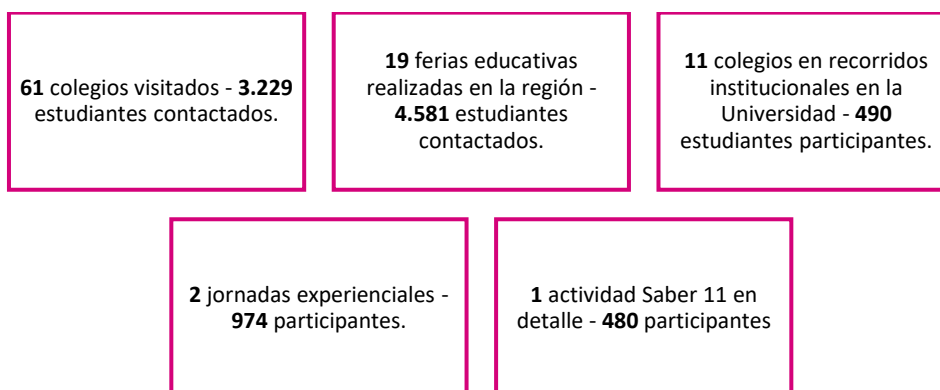 61 colegios visitados - 3.229
estudiantes contactados.
19 ferias educativas
realizadas en la región -
4.581 estudiantes
contactados.
11 colegios en recorridos
institucionales en la
Universidad - 490
estudiantes participantes.
2 jornadas experienciales -
974 participantes.
1 actividad Saber 11 en
detalle - 480 participantes